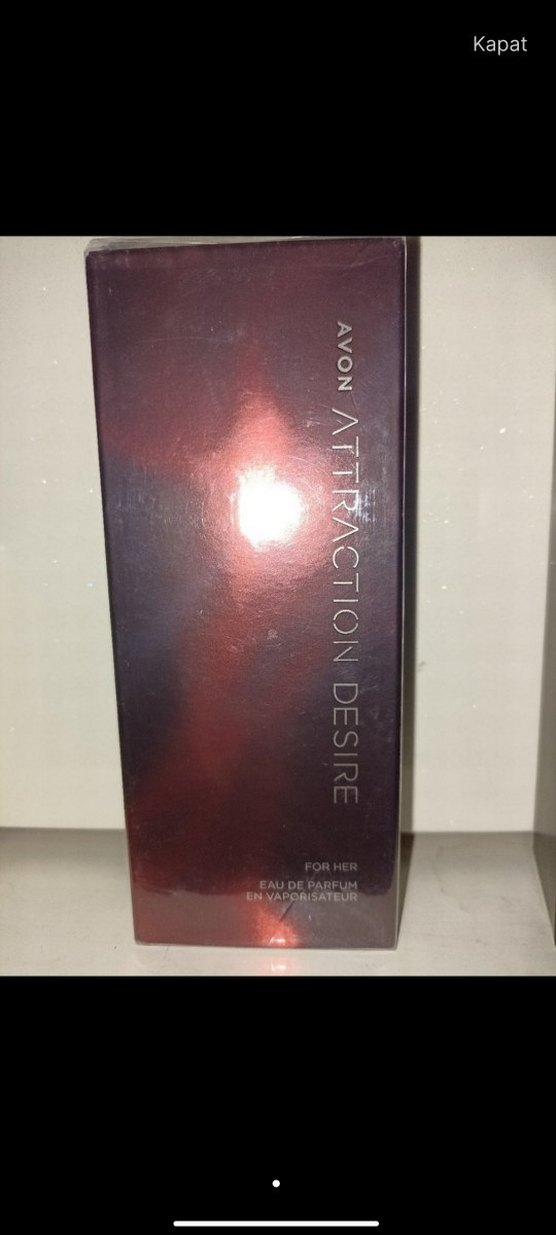 Kapat
AVON ATTRACTION DESIRE
FOR HER
EAU DE PARFUM
EN VAPORISATEUR